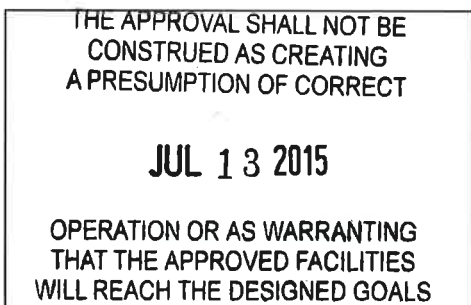 THE APPROVAL SHALL NOT BE
CONSTRUED AS CREATING
A PRESUMPTION OF CORRECT
JUL 13 2015
OPERATION OR AS WARRANTING
THAT THE APPROVED FACILITIES
WILL REACH THE DESIGNED GOALS